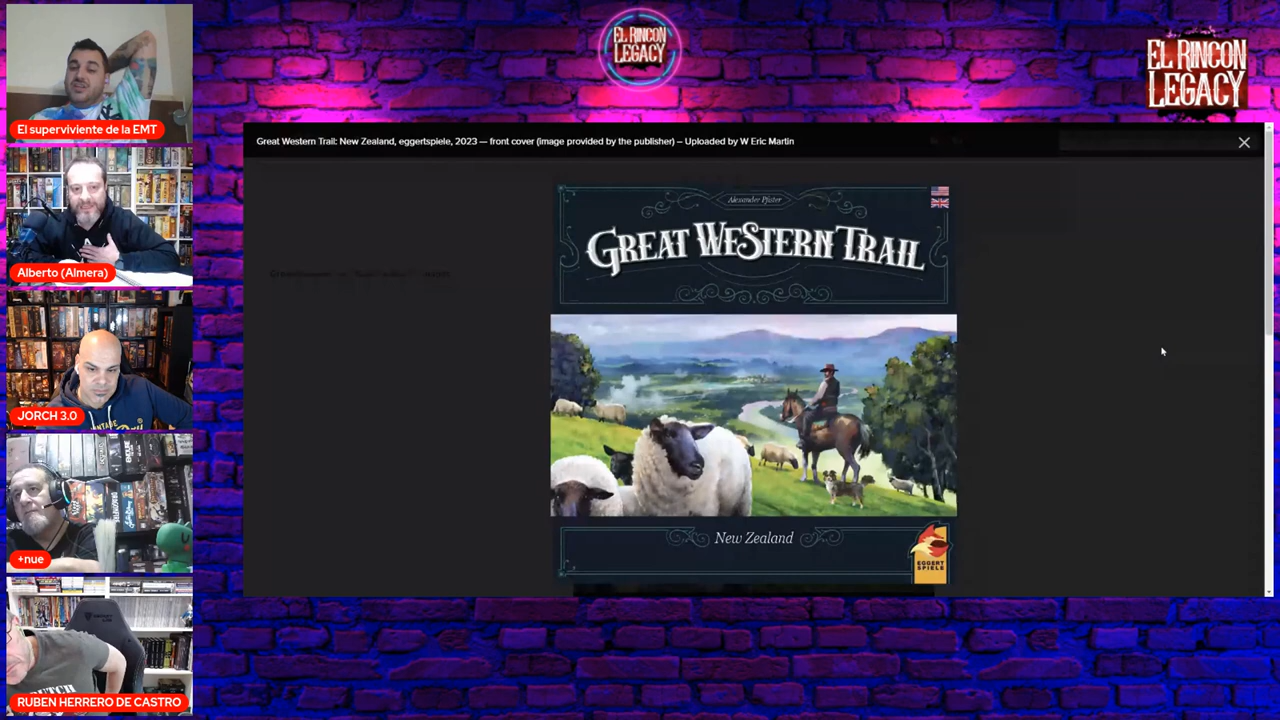 EL RINCON
LEGACY
EL RINCON
LEGACY
El superviviente de la EMT
Alberto (Almera)
JORCH 3.0
+nue
RUBEN HERRERO DE CASTRO
Great Western Trail: New Zealand, eggertspiele, 2023 — front cover (image provided by the publisher) – Uploaded by W Eric Martin
Alexander Pfister
GREAT WESTERN TRAIL
New Zealand
EGGERT
SPIELE